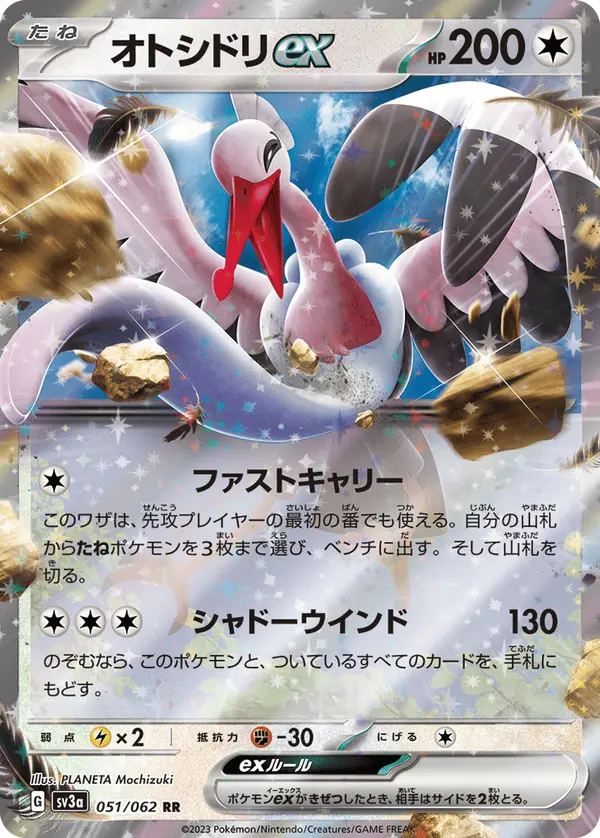 たね
オトシドリex
HP 200
ファストキャリー
このワザは、先攻プレイヤーの最初の番でも使える。自分の山札
からたねポケモンを3枚まで選び、ベンチに出す。そして山札を
切る。
シャドーウインド 130
のぞむなら、このポケモンと、ついているすべてのカードを、手札に
もどす。
弱点 ×2 抵抗力 -30 にげる
Illus. PLANETA Mochizuki
exルール
ポケモンexがきぜつしたとき、相手はサイドを2枚とる。
G sv3a 051/062 RR
©2023 Pokémon/Nintendo/Creatures/GAME FREAK